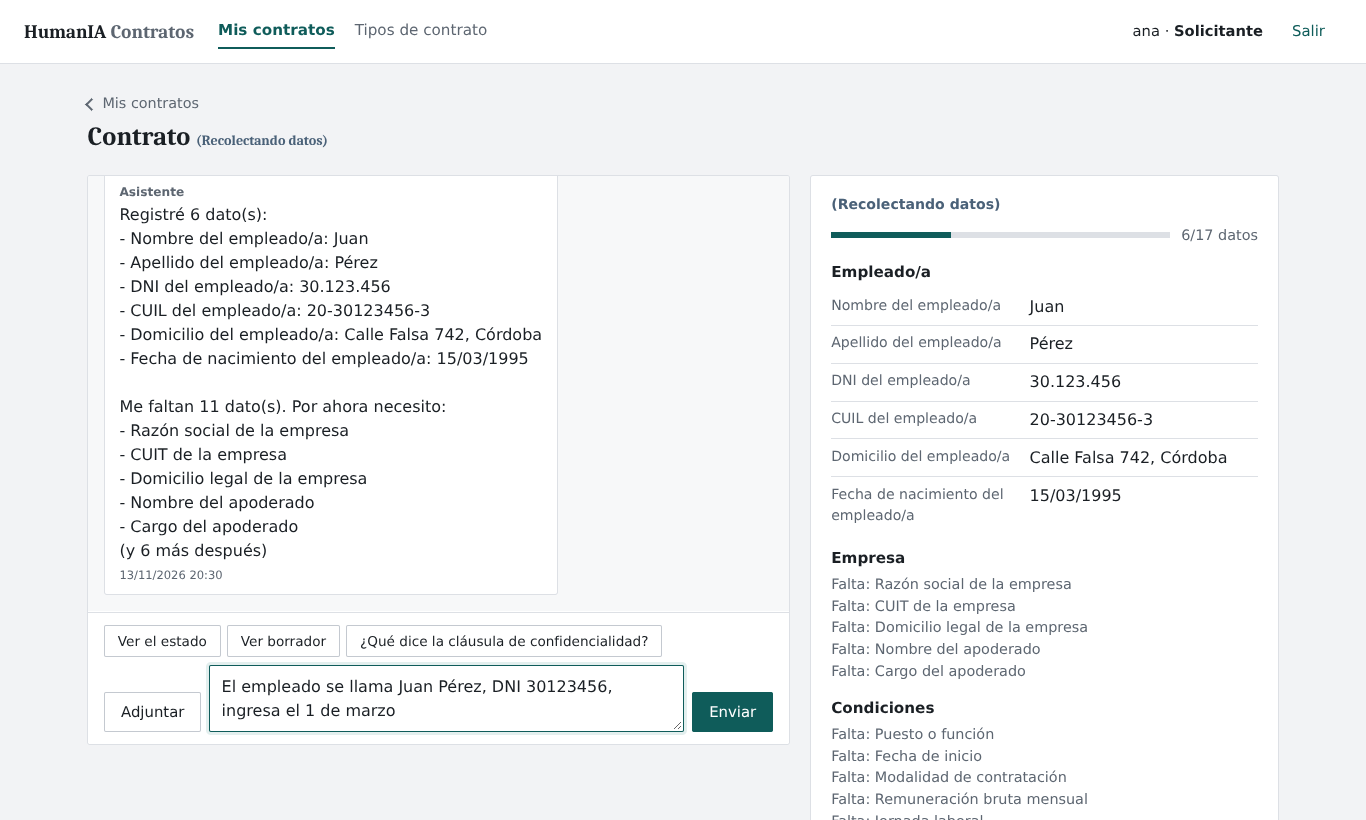 HumanIA Contratos
Mis contratos
Tipos de contrato
ana · Solicitante
Salir
Mis contratos
Contrato (Recolectando datos)
Asistente
Registré 6 dato(s):
- Nombre del empleado/a: Juan
- Apellido del empleado/a: Pérez
- DNI del empleado/a: 30.123.456
- CUIL del empleado/a: 20-30123456-3
- Domicilio del empleado/a: Calle Falsa 742, Córdoba
- Fecha de nacimiento del empleado/a: 15/03/1995
Me faltan 11 dato(s). Por ahora necesito:
- Razón social de la empresa
- CUIT de la empresa
- Domicilio legal de la empresa
- Nombre del apoderado
- Cargo del apoderado
(y 6 más después)
13/11/2026 20:30
Ver el estado
Ver borrador
¿Qué dice la cláusula de confidencialidad?
Adjuntar
El empleado se llama Juan Pérez, DNI 30123456,
ingresa el 1 de marzo
Enviar
(Recolectando datos)
6/17 datos
Empleado/a
Nombre del empleado/a Juan
Apellido del empleado/a Pérez
DNI del empleado/a 30.123.456
CUIL del empleado/a 20-30123456-3
Domicilio del empleado/a Calle Falsa 742, Córdoba
Fecha de nacimiento del 15/03/1995
empleado/a
Empresa
Falta: Razón social de la empresa
Falta: CUIT de la empresa
Falta: Domicilio legal de la empresa
Falta: Nombre del apoderado
Falta: Cargo del apoderado
Condiciones
Falta: Puesto o función
Falta: Fecha de inicio
Falta: Modalidad de contratación
Falta: Remuneración bruta mensual
Falta: Jornada laboral